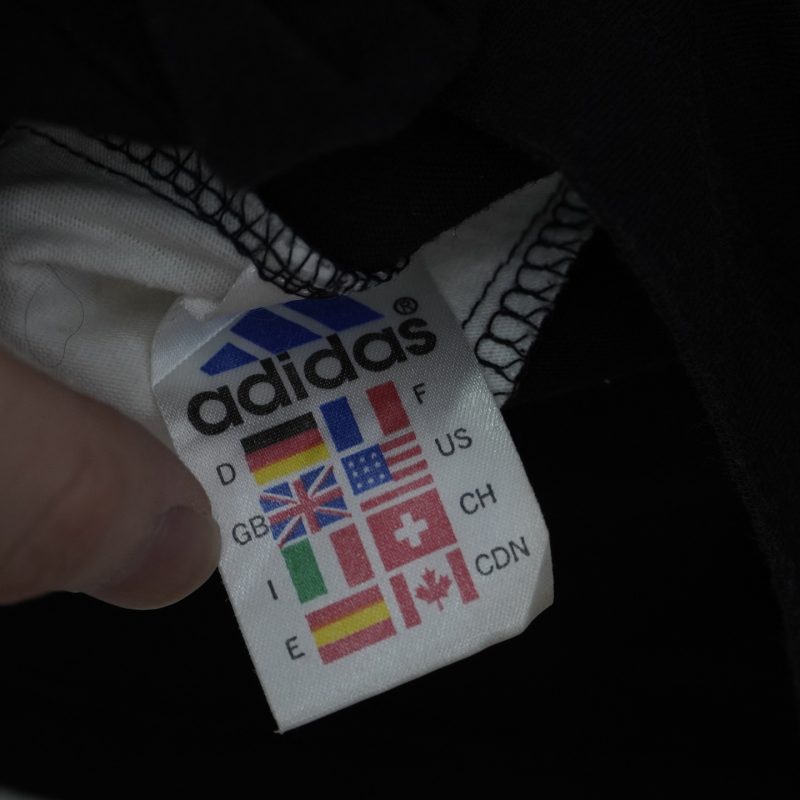 adidas®
D F
GB US
I CH
E CDN